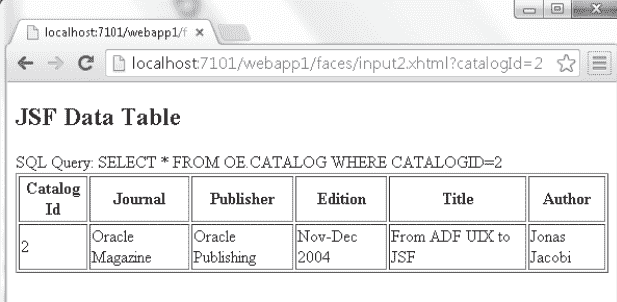 localhost:7101/webapp1/f
localhost:7101/webapp1/faces/input2.xhtml?catalogId=2
JSF Data Table
SQL Query: SELECT * FROM OE.CATALOG WHERE CATALOGID=2
Catalog Id Journal Publisher Edition Title Author
2 Oracle Magazine Oracle Publishing Nov-Dec 2004 From ADF UIX to JSF Jonas Jacobi